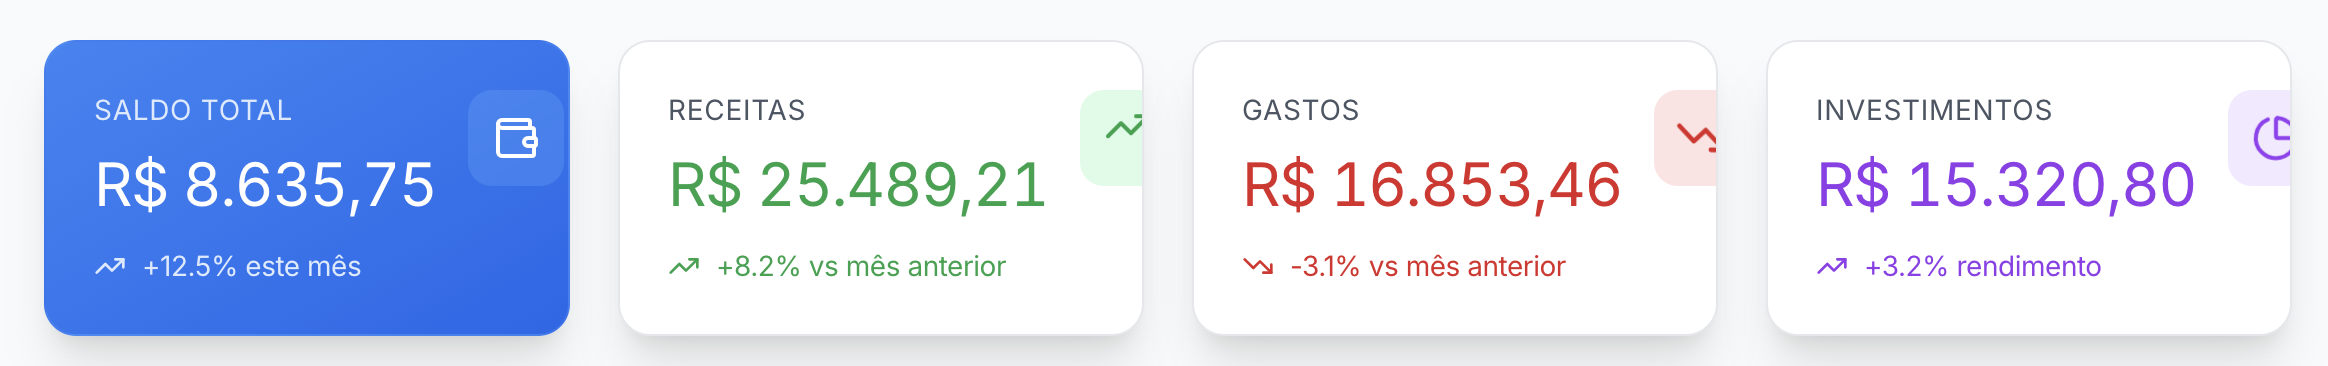 SALDO TOTAL
R$ 8.635,75
+12.5% este mês
RECEITAS
R$ 25.489,21
+8.2% vs mês anterior
GASTOS
R$ 16.853,46
-3.1% vs mês anterior
INVESTIMENTOS
R$ 15.320,80
+3.2% rendimento